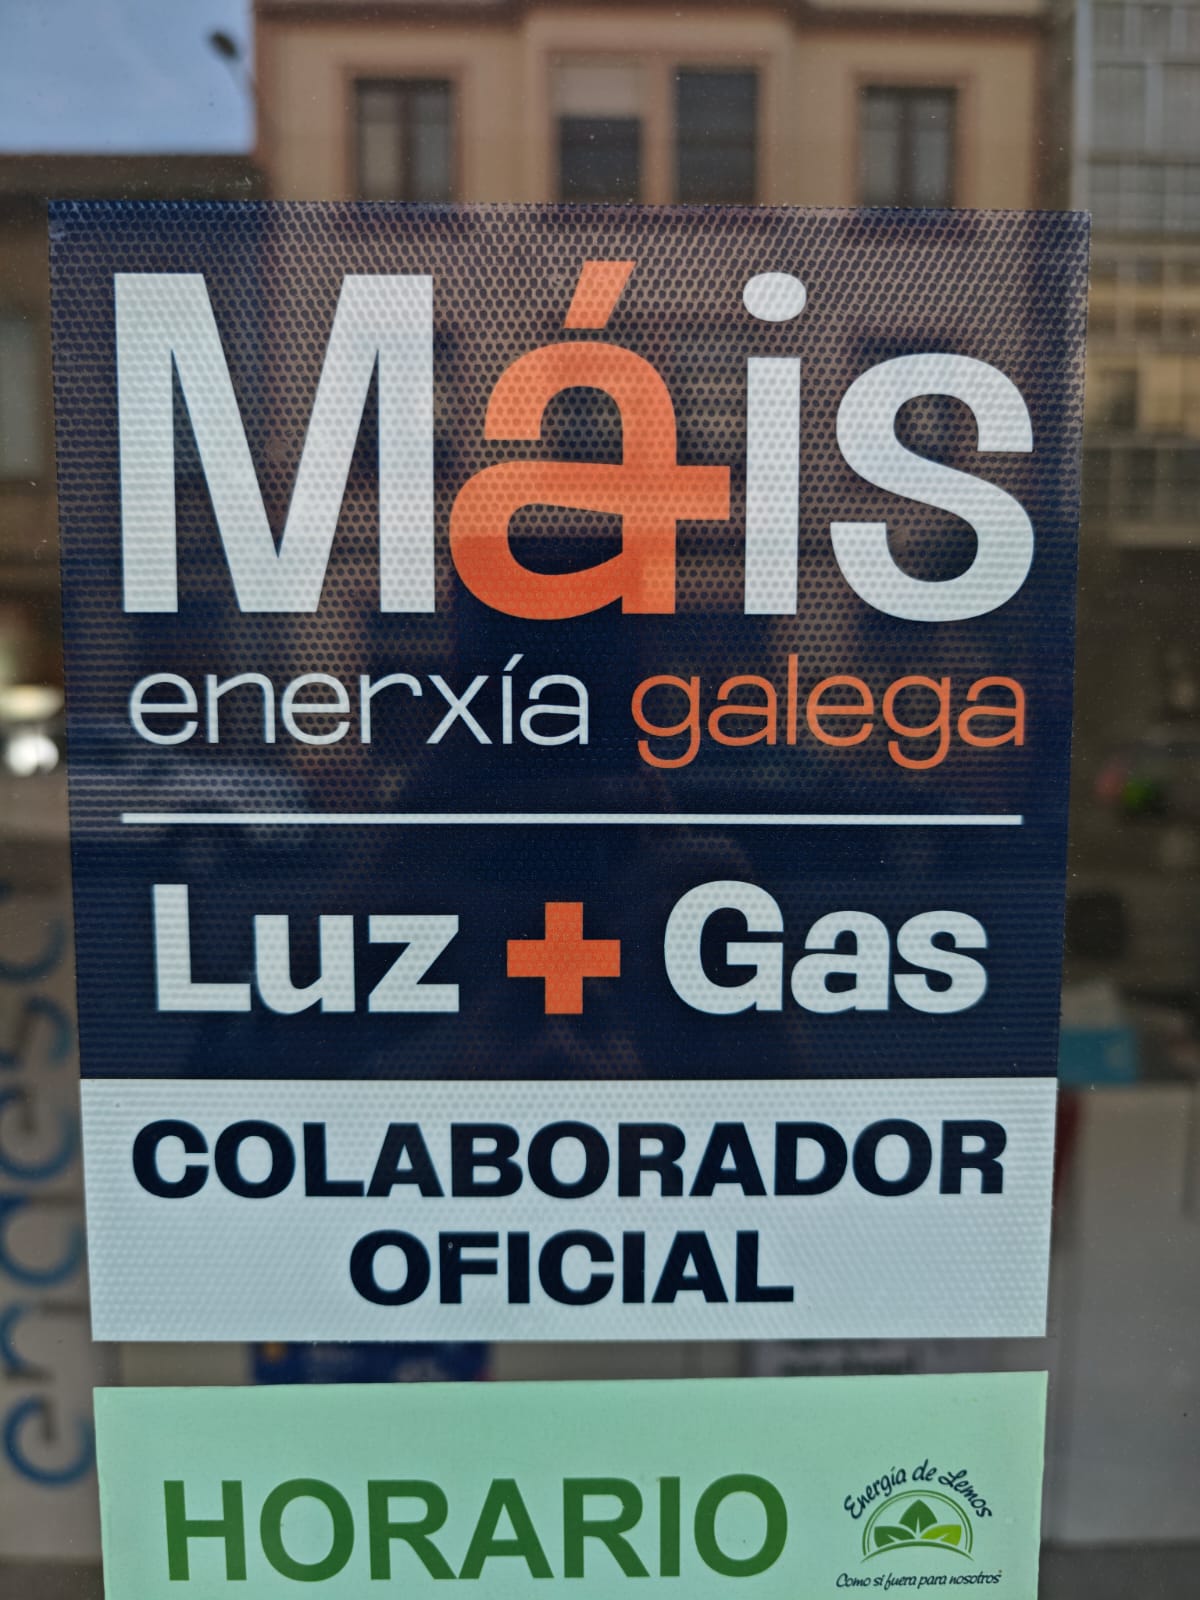 Máis
enerxía galega
Luz + Gas
COLABORADOR
OFICIAL
HORARIO
Energía de Lemos
Como si fuera para nosotros